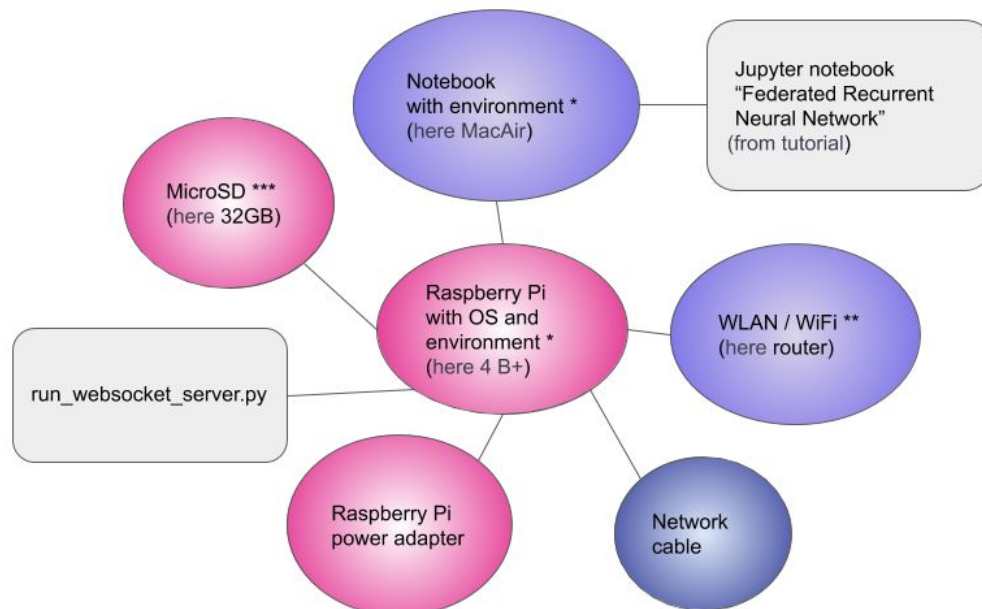 Notebook
with environment *
(here MacAir)
Jupyter notebook
“Federated Recurrent
Neural Network”
(from tutorial)
MicroSD ***
(here 32GB)
Raspberry Pi
with OS and
environment *
(here 4 B+)
WLAN / WiFi **
(here router)
run_websocket_server.py
Raspberry Pi
power adapter
Network
cable